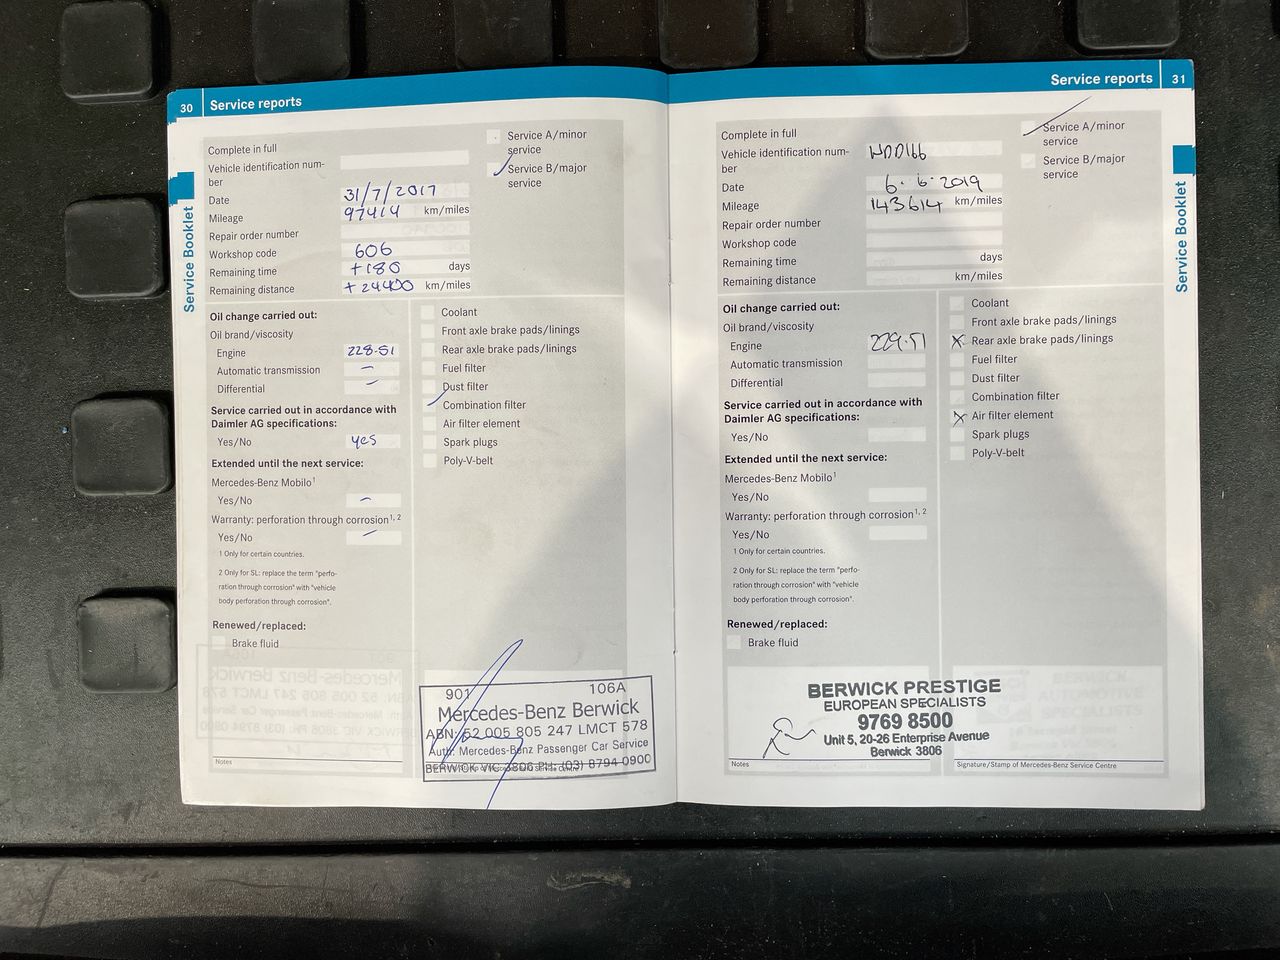 30 Service reports
Service Booklet
Complete in full
Service A/minor
service
Vehicle identification num-
ber
Service B/major
service
Date 31/7/2017
Mileage 97414 km/miles
Repair order number
Workshop code 606
Remaining time +180 days
Remaining distance + 24400 km/miles
Oil change carried out:
Oil brand/viscosity
Engine 228.51
Automatic transmission –
Differential –
Service carried out in accordance with
Daimler AG specifications:
Yes/No yes
Extended until the next service:
Mercedes-Benz Mobilo1
Yes/No –
Warranty: perforation through corrosion1, 2
Yes/No –
1 Only for certain countries.
2 Only for SL: replace the term "perfo-
ration through corrosion" with "vehicle
body perforation through corrosion".
Renewed/replaced:
Brake fluid
Coolant
Front axle brake pads/linings
Rear axle brake pads/linings
Fuel filter
Dust filter
Combination filter
Air filter element
Spark plugs
Poly-V-belt
Notes
901 106A
Mercedes-Benz Berwick
ABN: 52 005 805 247 LMCT 578
Auth: Mercedes-Benz Passenger Car Service
BERWICK VIC 3806 PH: (03) 8794 0900
Service reports 31
Service Booklet
Complete in full
Service A/minor
service
Vehicle identification num-
ber WDD166
Service B/major
service
Date 6.6.2019
Mileage 143614 km/miles
Repair order number
Workshop code
Remaining time days
Remaining distance km/miles
Oil change carried out:
Oil brand/viscosity
Engine 229.51
Automatic transmission
Differential
Service carried out in accordance with
Daimler AG specifications:
Yes/No
Extended until the next service:
Mercedes-Benz Mobilo1
Yes/No
Warranty: perforation through corrosion1, 2
Yes/No
1 Only for certain countries.
2 Only for SL: replace the term "perfo-
ration through corrosion" with "vehicle
body perforation through corrosion".
Renewed/replaced:
Brake fluid
Coolant
Front axle brake pads/linings
X Rear axle brake pads/linings
Fuel filter
Dust filter
Combination filter
X Air filter element
Spark plugs
Poly-V-belt
BERWICK PRESTIGE
EUROPEAN SPECIALISTS
9769 8500
Unit 5, 20-26 Enterprise Avenue
Berwick 3806
Notes
Signature/Stamp of Mercedes-Benz Service Centre